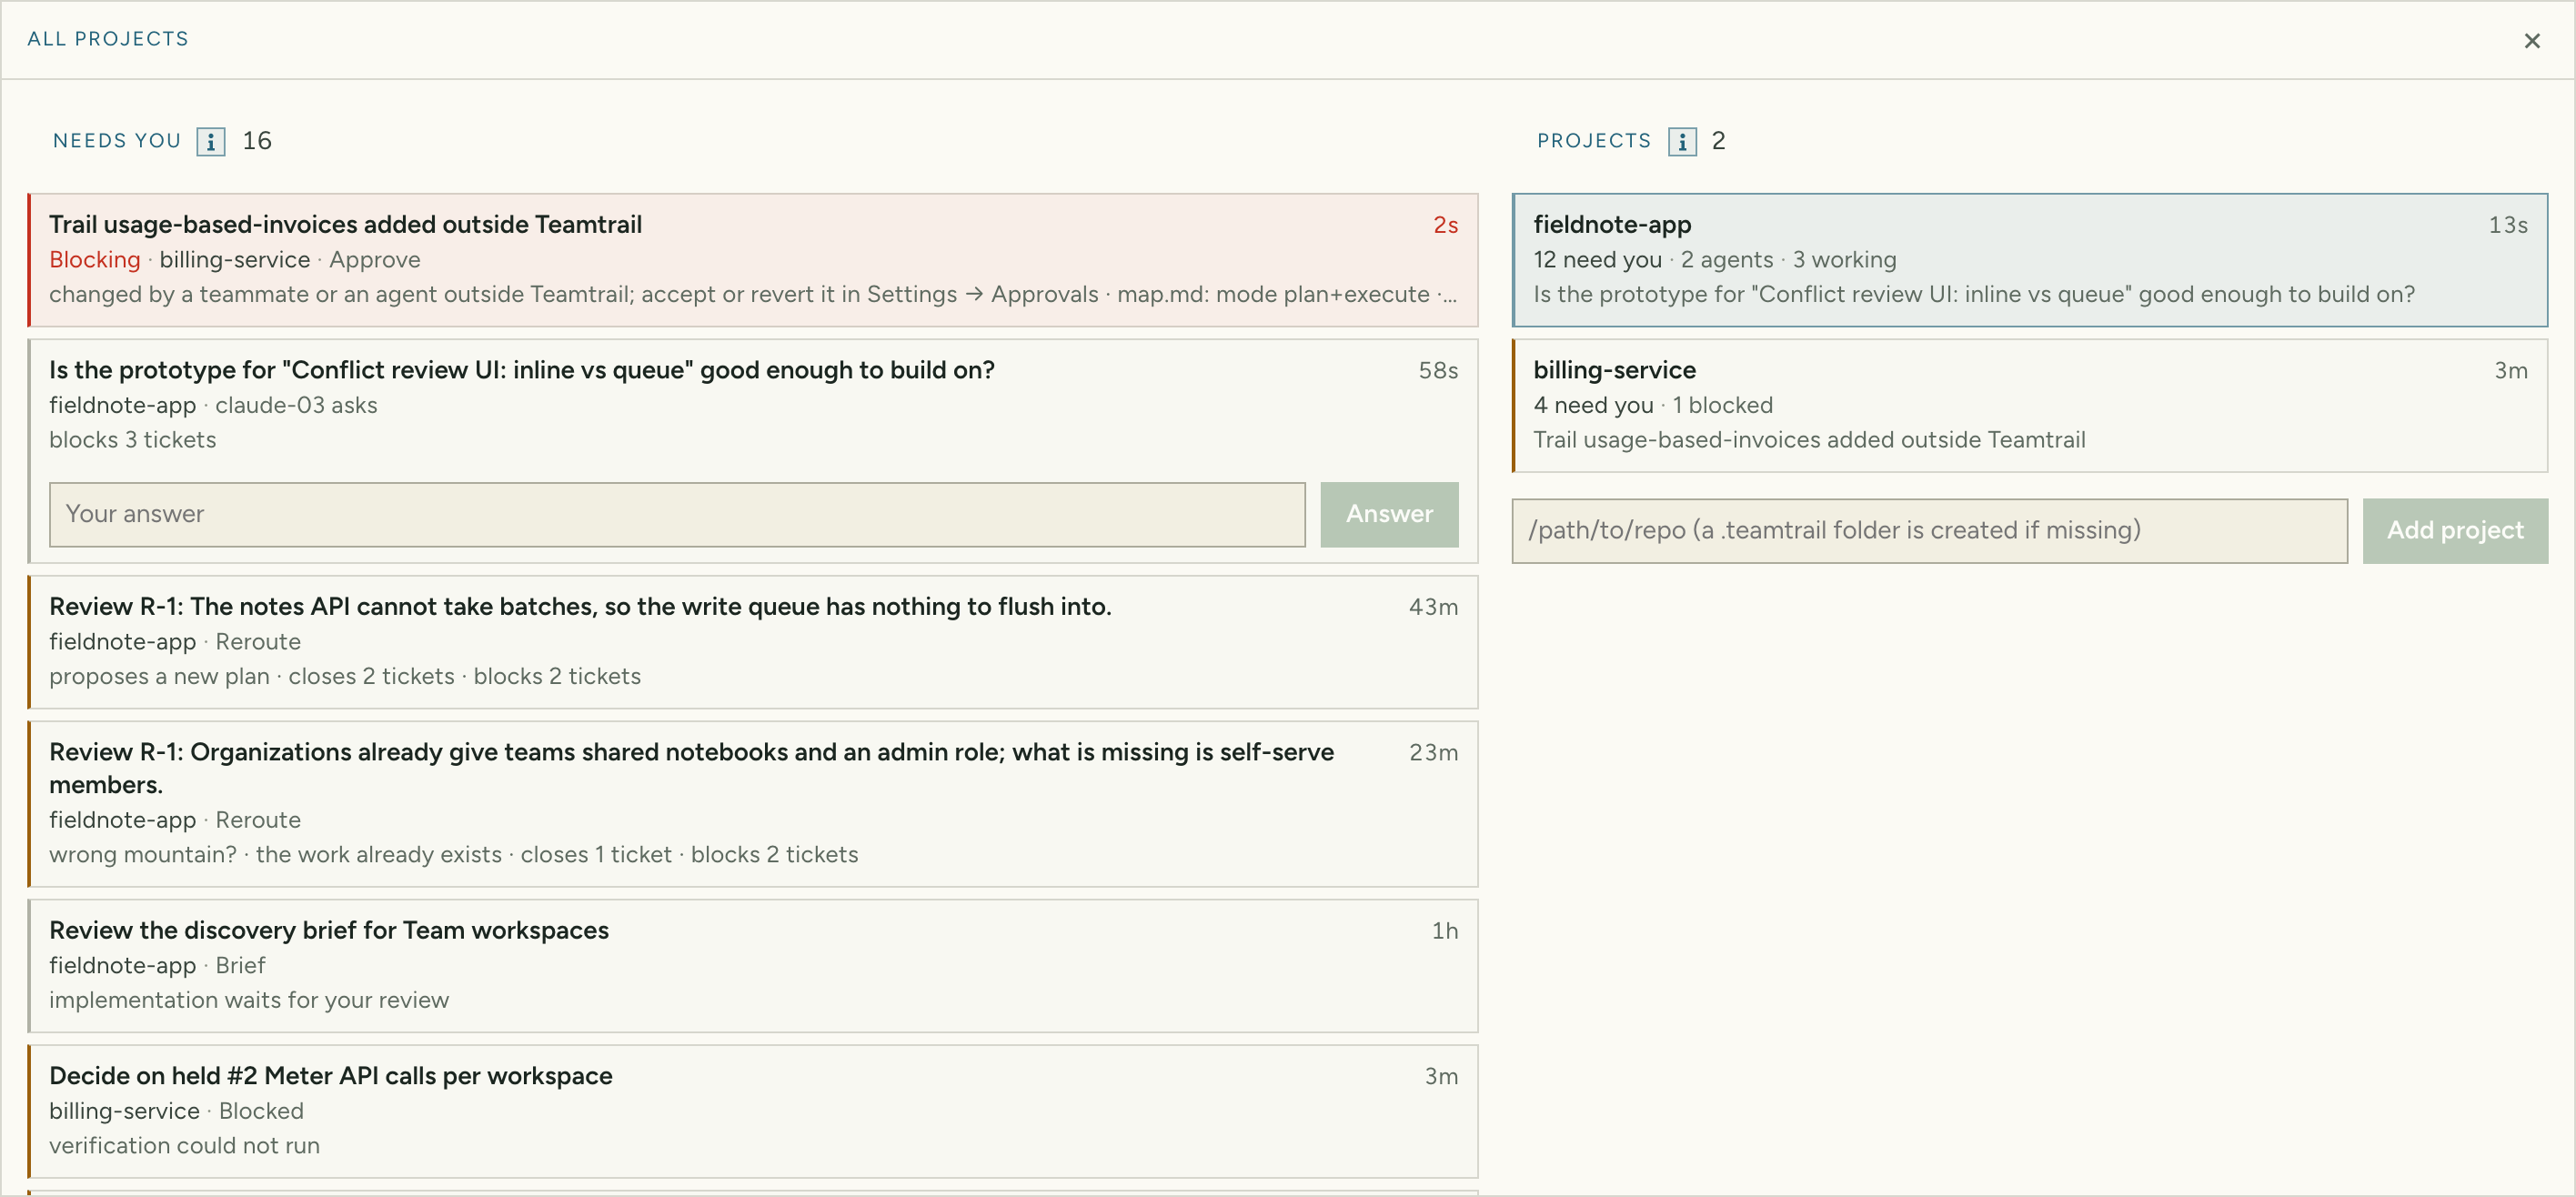 ALL PROJECTS
×
NEEDS YOU i 16
Trail usage-based-invoices added outside Teamtrail 2s
Blocking · billing-service · Approve
changed by a teammate or an agent outside Teamtrail; accept or revert it in Settings → Approvals · map.md: mode plan+execute ·…
Is the prototype for "Conflict review UI: inline vs queue" good enough to build on? 58s
fieldnote-app · claude-03 asks
blocks 3 tickets
Your answer Answer
Review R-1: The notes API cannot take batches, so the write queue has nothing to flush into. 43m
fieldnote-app · Reroute
proposes a new plan · closes 2 tickets · blocks 2 tickets
Review R-1: Organizations already give teams shared notebooks and an admin role; what is missing is self-serve 23m
members.
fieldnote-app · Reroute
wrong mountain? · the work already exists · closes 1 ticket · blocks 2 tickets
Review the discovery brief for Team workspaces 1h
fieldnote-app · Brief
implementation waits for your review
Decide on held #2 Meter API calls per workspace 3m
billing-service · Blocked
verification could not run
PROJECTS i 2
fieldnote-app 13s
12 need you · 2 agents · 3 working
Is the prototype for "Conflict review UI: inline vs queue" good enough to build on?
billing-service 3m
4 need you · 1 blocked
Trail usage-based-invoices added outside Teamtrail
/path/to/repo (a .teamtrail folder is created if missing) Add project